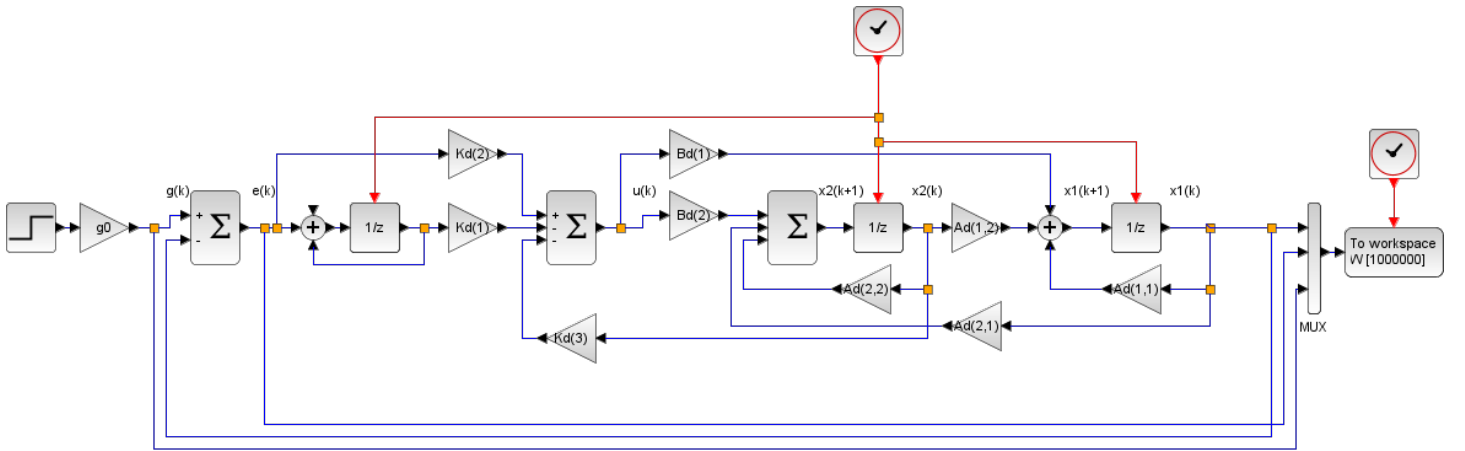 Kd(2)
Bd(1)
g(k)
e(k)
u(k)
x2(k+1)
x2(k)
x1(k+1)
x1(k)
g0
+
-
Σ
+
1/z
Kd(1)
+
-
-
Σ
Bd(2)
Σ
1/z
Ad(1,2)
+
1/z
To workspace
W [1000000]
Ad(2,2)
Ad(1,1)
Kd(3)
Ad(2,1)
MUX